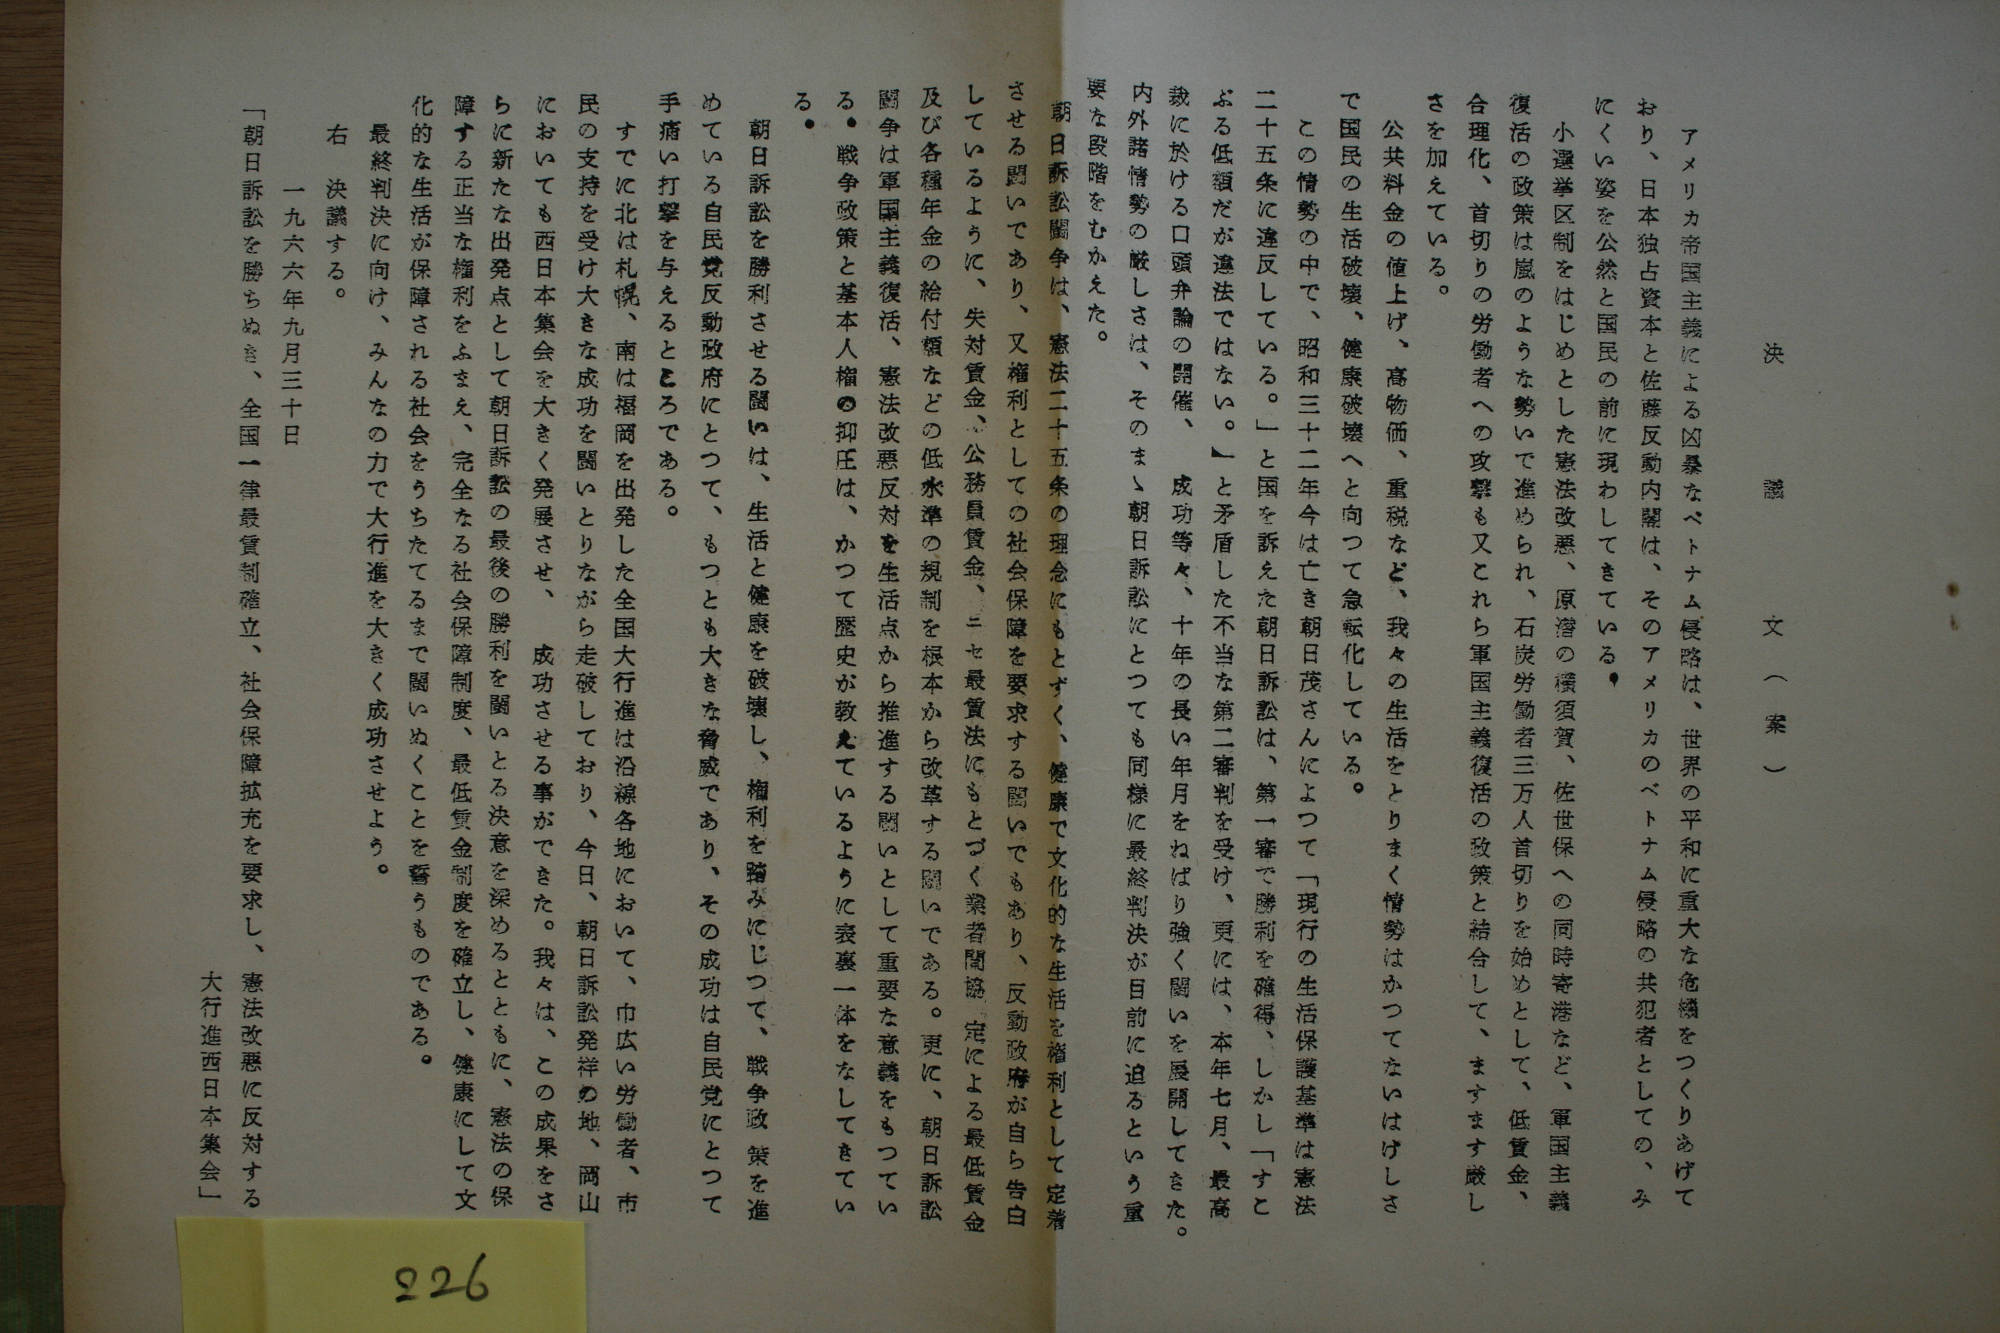 決議文（案）
アメリカ帝国主義による凶暴なベトナム侵略は、世界の平和に重大な危機をつくりあげて
おり、日本独占資本と佐藤反動内閣は、そのアメリカのベトナム侵略の共犯者としての、み
にくい姿を公然と国民の前に現わしてきている。
小選挙区制をはじめとした憲法改悪、原潜の横須賀、佐世保への同時寄港など、軍国主義
復活の政策は嵐のような勢いで進められ、石炭労働者三万人首切りを始めとして、低賃金、
合理化、首切りの労働者への攻撃も又これら軍国主義復活の政策と結合して、ますます厳し
さを加えている。
公共料金の値上げ、高物価、重税など、我々の生活をとりまく情勢はかつてないはげしさ
で国民の生活破壊、健康破壊へと向つて急転化している。
この情勢の中で、昭和三十二年今は亡き朝日茂さんによつて「現行の生活保護基準は憲法
二十五条に違反している。」と国を訴えた朝日訴訟は、第一審で勝利を確得、しかし「すこ
ぶる低額だが違法ではない。」と矛盾した不当な第二審判を受け、更には、本年七月、最高
裁に於ける口頭弁論の開催、成功等々、十年の長い年月をねばり強く闘いを展開してきた。
内外諸情勢の厳しさは、そのまゝ朝日訴訟にとつても同様に最終判決が目前に迫るという重
要な段階をむかえた。
朝日訴訟闘争は、憲法二十五条の理念にもとずく、健康で文化的な生活を権利として定着
させる闘いであり、又権利としての社会保障を要求する闘いでもあり、反動政府が自ら告白
しているように、失対賃金、公務員賃金、ニセ最賃法にもとづく業者間協定による最低賃金
及び各種年金の給付額などの低水準の規制を根本から改革する闘いである。更に、朝日訴訟
闘争は軍国主義復活、憲法改悪反対を生活点から推進する闘いとして重要な意義をもつてい
る。戦争政策と基本人権の抑圧は、かつて歴史が教えているように表裏一体をなしてきてい
る。
朝日訴訟を勝利させる闘いは、生活と健康を破壊し、権利を踏みにじつて、戦争政策を進
めている自民党反動政府にとつて、もつとも大きな脅威であり、その成功は自民党にとつて
手痛い打撃を与えるところである。
すでに北は札幌、南は福岡を出発した全国大行進は沿線各地において、巾広い労働者、市
民の支持を受け大きな成功を闘いとりながら走破しており、今日、朝日訴訟発祥の地、岡山
においても西日本集会を大きく発展させ、成功させる事ができた。我々は、この成果をさ
らに新たな出発点として朝日訴訟の最後の勝利を闘いとる決意を深めるとともに、憲法の保
障する正当な権利をふまえ、完全なる社会保障制度、最低賃金制度を確立し、健康にして文
化的な生活が保障される社会をうちたてるまで闘いぬくことを誓うものである。
最終判決に向け、みんなの力で大行進を大きく成功させよう。
右　決議する。
一九六六年九月三十日
「朝日訴訟を勝ちぬき、全国一律最賃制確立、社会保障拡充を要求し、憲法改悪に反対する
大行進西日本集会」
226